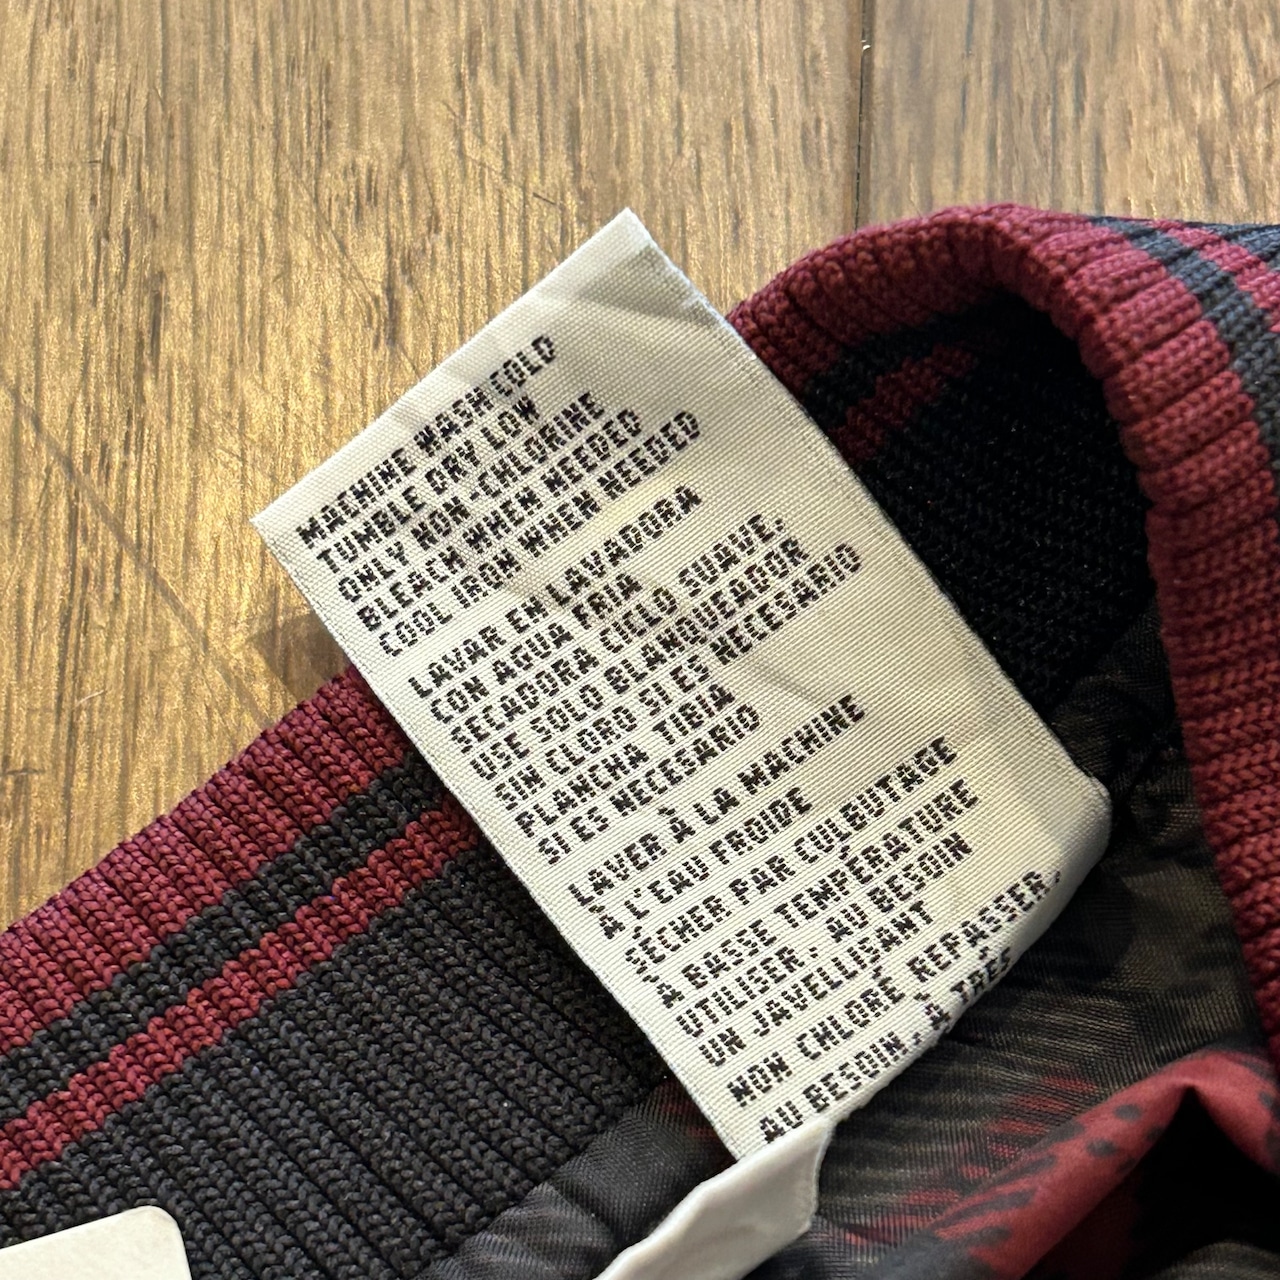 MACHINE WASH COLD
TUMBLE DRY LOW
ONLY NON-CHLORINE
BLEACH WHEN NEEDED
COOL IRON WHEN NEEDED
LAVAR EN LAVADORA
CON AGUA FRIA
SECADORA CICLO SUAVE.
USE SOLO BLANQUEADOR
SIN CLORO SI ES NECESARIO
PLANCHA TIBIA
SI ES NECESARIO
LAVER À LA MACHINE
À L'EAU FROIDE
SÉCHER PAR CULBUTAGE
À BASSE TEMPÉRATURE
UTILISER, AU BESOIN
UN JAVELLISANT
NON CHLORÉ REPASSER,
AU BESOIN, À TRÈS